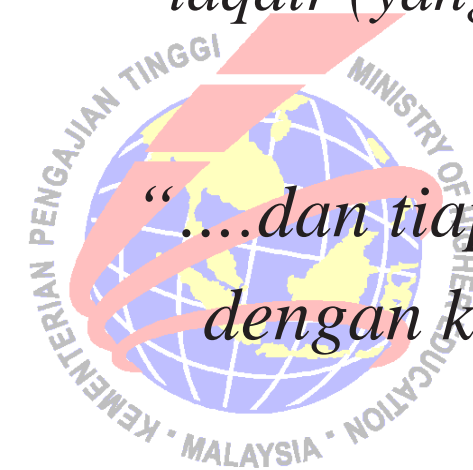 taqdir (yang
KEMENTERIAN PENGAJIAN TINGGI
MINISTRY OF HIGHER EDUCATION
“....dan tiap
dengan k
• MALAYSIA •